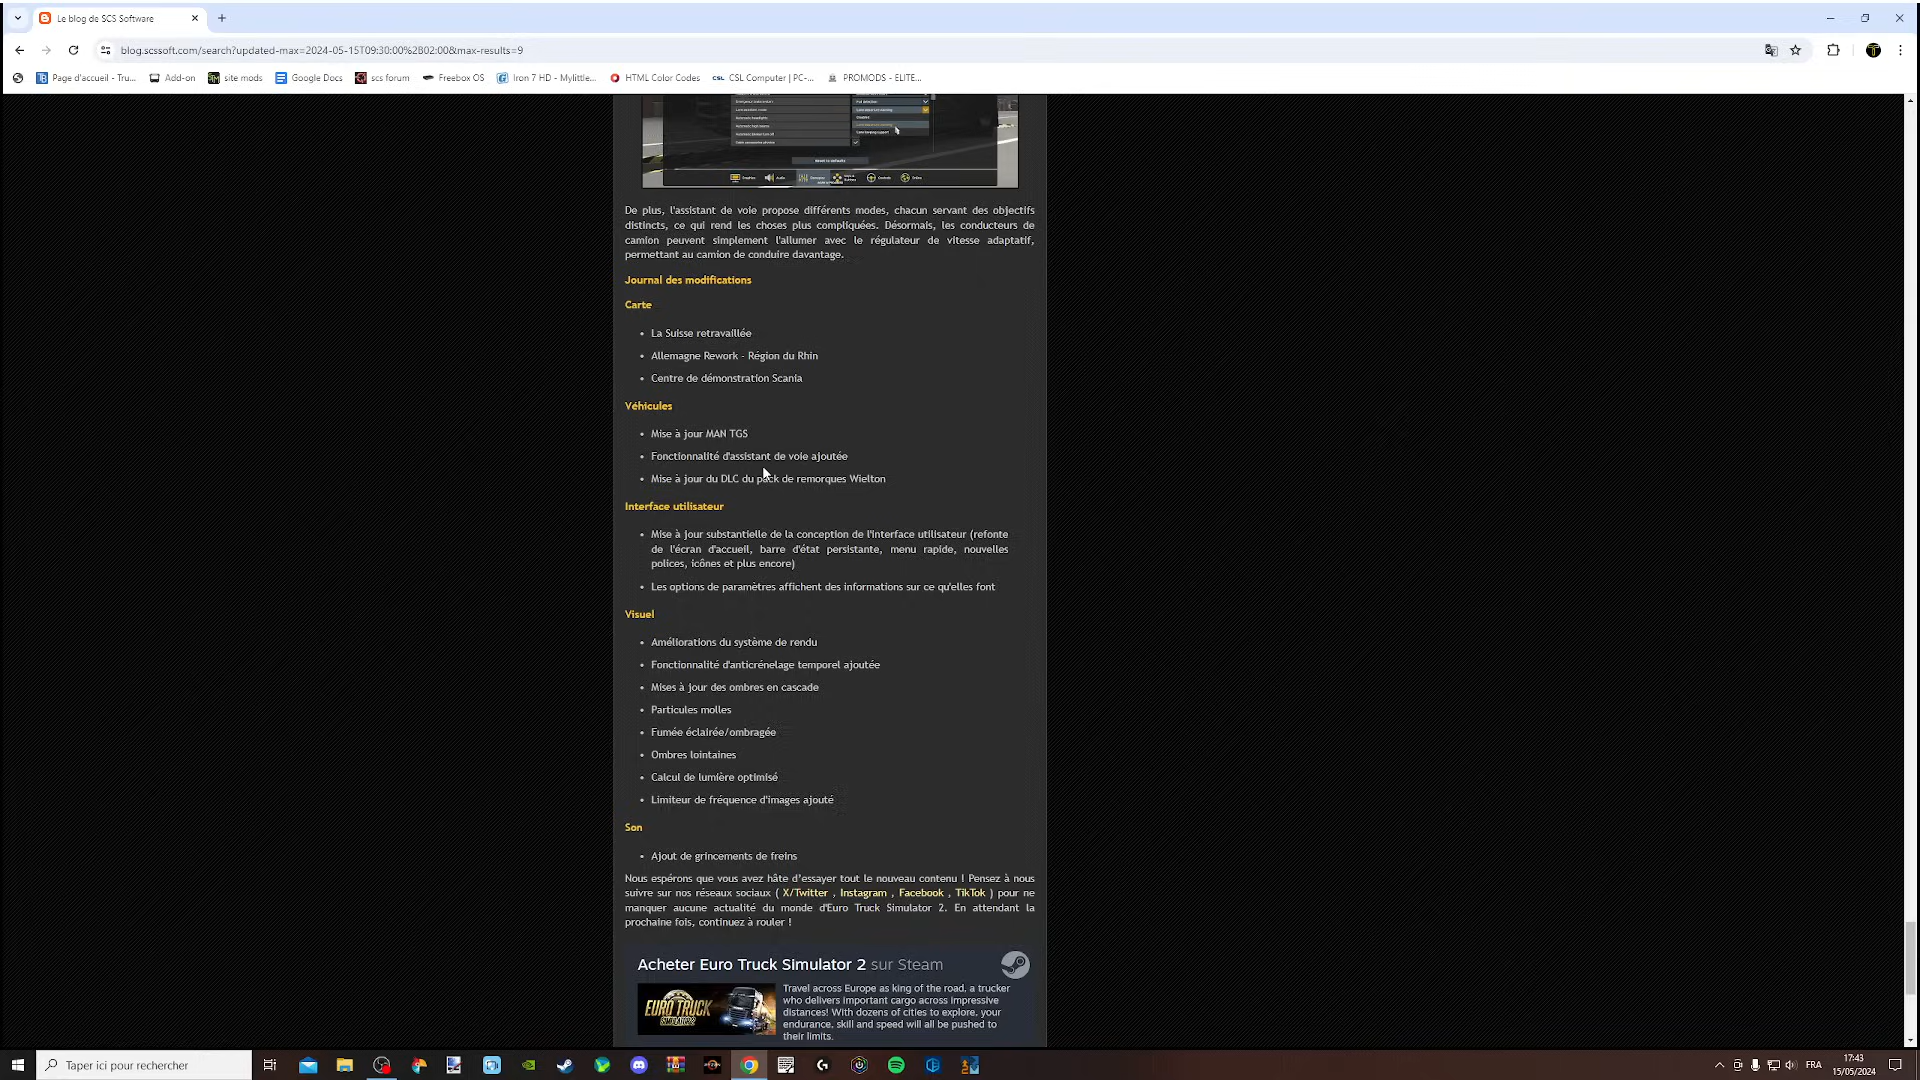 Le blog de SCS Software
blog.scssoft.com/search?updated-max=2024-05-15T09:30:00%2B02:00&max-results=9
Page d'accueil - Tru... Add-on site mods Google Docs scs forum Freebox OS Iron 7 HD - Mylittle... HTML Color Codes CSL Computer | PC-... PROMODS - ELITE...
Reset to defaults
Graphics Audio Gameplay Controls Online
De plus, l'assistant de voie propose différents modes, chacun servant des objectifs
distincts, ce qui rend les choses plus compliquées. Désormais, les conducteurs de
camion peuvent simplement l'allumer avec le régulateur de vitesse adaptatif,
permettant au camion de conduire davantage.
Journal des modifications
Carte
• La Suisse retravaillée
• Allemagne Rework - Région du Rhin
• Centre de démonstration Scania
Véhicules
• Mise à jour MAN TGS
• Fonctionnalité d'assistant de voie ajoutée
• Mise à jour du DLC du pack de remorques Wielton
Interface utilisateur
• Mise à jour substantielle de la conception de l'interface utilisateur (refonte
de l'écran d'accueil, barre d'état persistante, menu rapide, nouvelles
polices, icônes et plus encore)
• Les options de paramètres affichent des informations sur ce qu'elles font
Visuel
• Améliorations du système de rendu
• Fonctionnalité d'anticrénelage temporel ajoutée
• Mises à jour des ombres en cascade
• Particules molles
• Fumée éclairée/ombragée
• Ombres lointaines
• Calcul de lumière optimisé
• Limiteur de fréquence d'images ajouté
Son
• Ajout de grincements de freins
Nous espérons que vous avez hâte d'essayer tout le nouveau contenu ! Pensez à nous
suivre sur nos réseaux sociaux ( X/Twitter , Instagram , Facebook , TikTok ) pour ne
manquer aucune actualité du monde d'Euro Truck Simulator 2. En attendant la
prochaine fois, continuez à rouler !
Acheter Euro Truck Simulator 2 sur Steam
EURO TRUCK
SIMULATOR 2
Travel across Europe as king of the road, a trucker
who delivers important cargo across impressive
distances! With dozens of cities to explore, your
endurance, skill and speed will all be pushed to
their limits.
Taper ici pour rechercher
FRA
17:43
15/05/2024